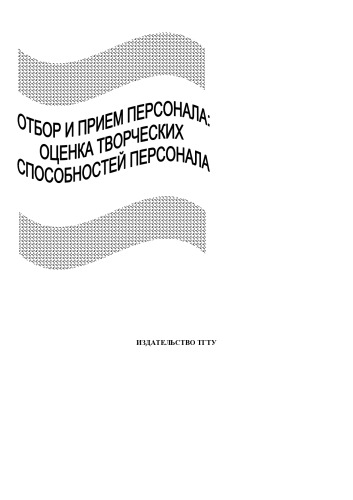 ОТБОР И ПРИЕМ ПЕРСОНАЛА:
ОЦЕНКА ТВОРЧЕСКИХ
СПОСОБНОСТЕЙ ПЕРСОНАЛА
ИЗДАТЕЛЬСТВО ТГТУ